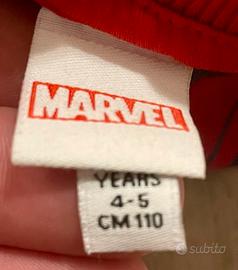 MARVEL
YEARS
4-5
CM 110
subito